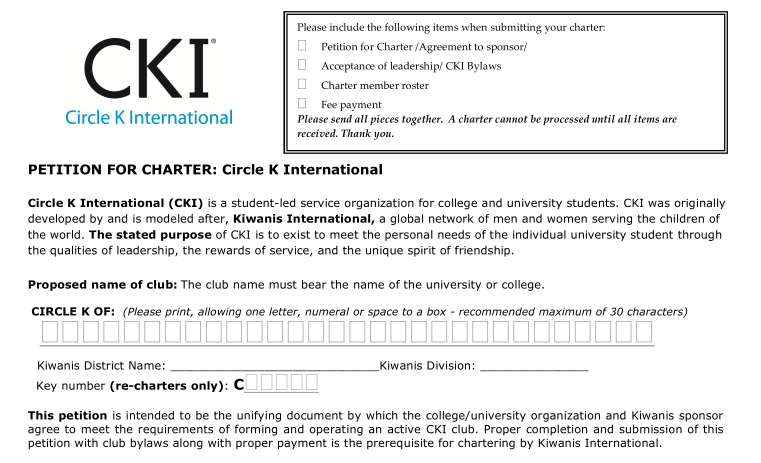 CKI®
Circle K International
Please include the following items when submitting your charter:
Petition for Charter /Agreement to sponsor/
Acceptance of leadership/ CKI Bylaws
Charter member roster
Fee payment
Please send all pieces together.  A charter cannot be processed until all items are
received. Thank you.
PETITION FOR CHARTER: Circle K International
Circle K International (CKI) is a student-led service organization for college and university students. CKI was originally
developed by and is modeled after, Kiwanis International, a global network of men and women serving the children of
the world. The stated purpose of CKI is to exist to meet the personal needs of the individual university student through
the qualities of leadership, the rewards of service, and the unique spirit of friendship.
Proposed name of club: The club name must bear the name of the university or college.
CIRCLE K OF: (Please print, allowing one letter, numeral or space to a box - recommended maximum of 30 characters)
Kiwanis District Name: ______________________________Kiwanis Division: ________________
Key number (re-charters only): C
This petition is intended to be the unifying document by which the college/university organization and Kiwanis sponsor
agree to meet the requirements of forming and operating an active CKI club. Proper completion and submission of this
petition with club bylaws along with proper payment is the prerequisite for chartering by Kiwanis International.